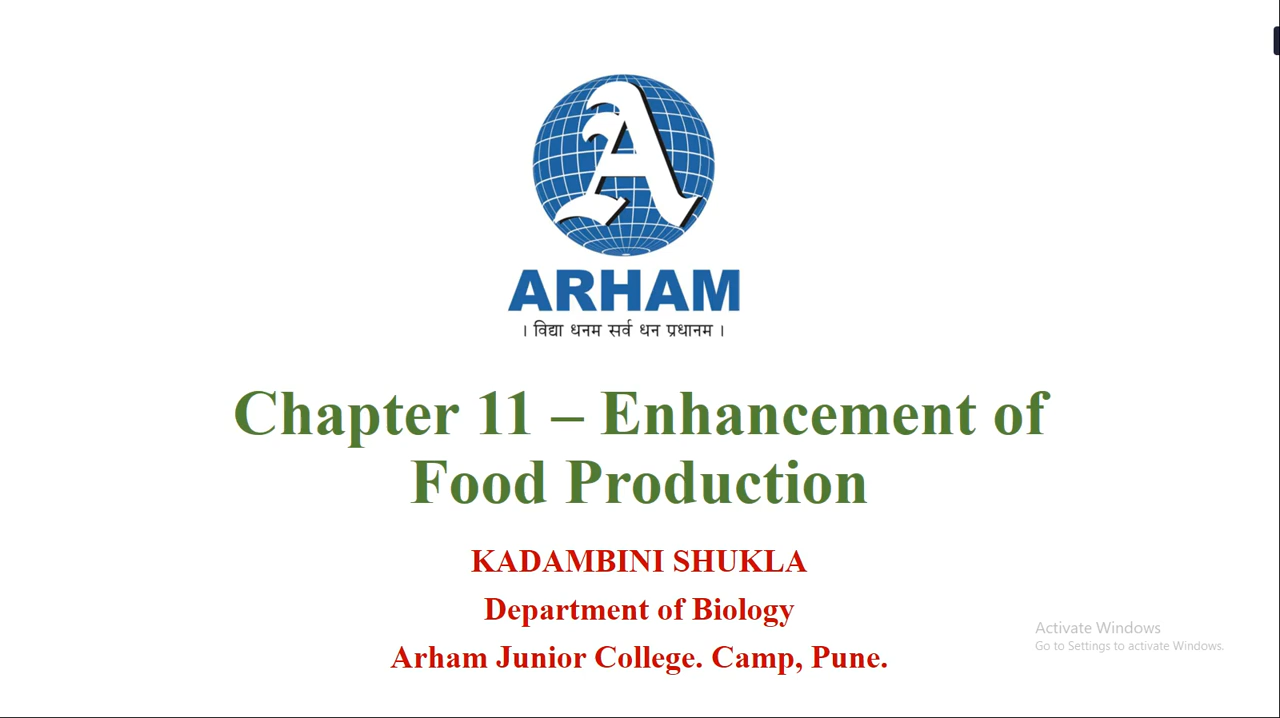 A
ARHAM
। विद्या धनम सर्व धन प्रधानम ।
Chapter 11 – Enhancement of
Food Production
KADAMBINI SHUKLA
Department of Biology
Arham Junior College. Camp, Pune.
Activate Windows
Go to Settings to activate Windows.